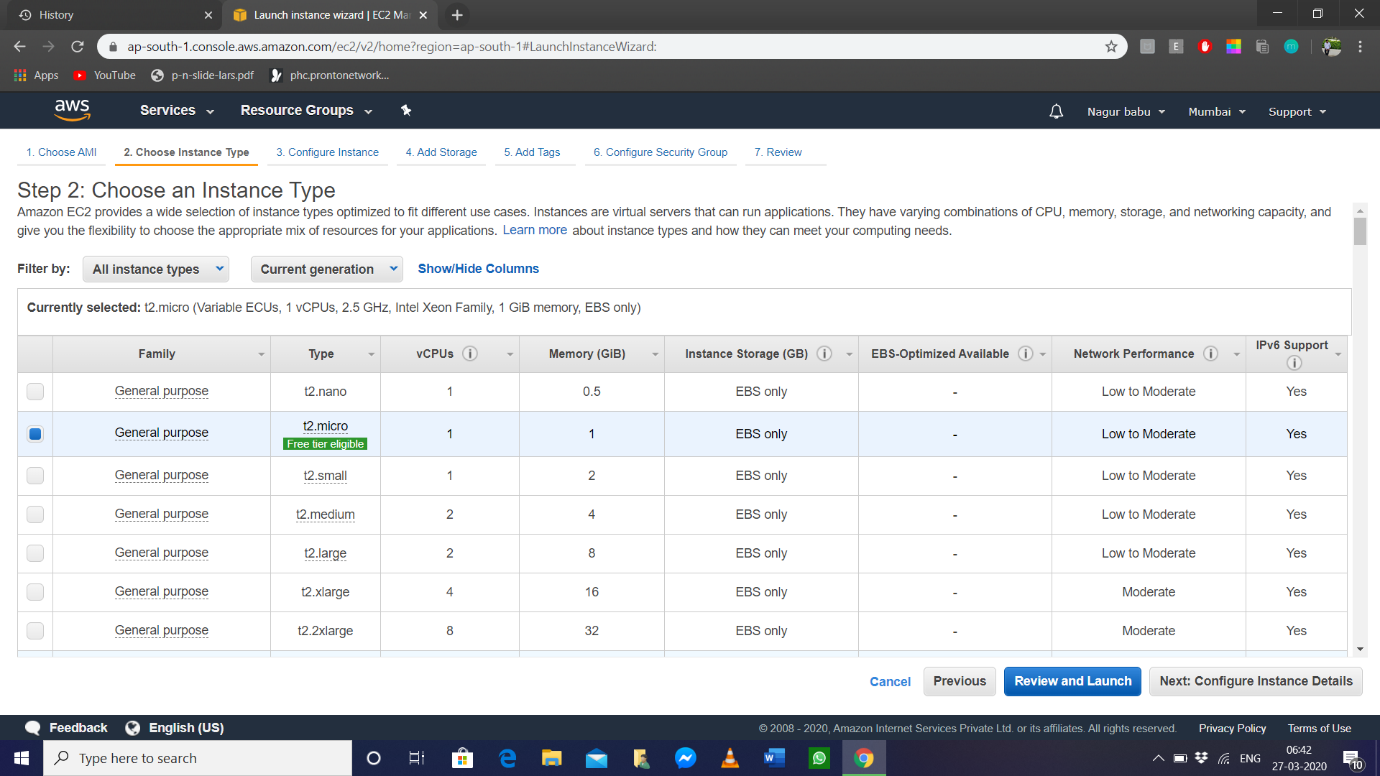 History
Launch instance wizard | EC2 Mar
ap-south-1.console.aws.amazon.com/ec2/v2/home?region=ap-south-1#LaunchInstanceWizard:
Apps YouTube p-n-slide-lars.pdf phc.prontonetwork...
aws Services Resource Groups Nagur babu Mumbai Support
1. Choose AMI 2. Choose Instance Type 3. Configure Instance 4. Add Storage 5. Add Tags 6. Configure Security Group 7. Review
Step 2: Choose an Instance Type
Amazon EC2 provides a wide selection of instance types optimized to fit different use cases. Instances are virtual servers that can run applications. They have varying combinations of CPU, memory, storage, and networking capacity, and
give you the flexibility to choose the appropriate mix of resources for your applications. Learn more about instance types and how they can meet your computing needs.
Filter by: All instance types Current generation Show/Hide Columns
Currently selected: t2.micro (Variable ECUs, 1 vCPUs, 2.5 GHz, Intel Xeon Family, 1 GiB memory, EBS only)
Family Type vCPUs Memory (GiB) Instance Storage (GB) EBS-Optimized Available Network Performance IPv6 Support
General purpose t2.nano 1 0.5 EBS only - Low to Moderate Yes
General purpose t2.micro 1 1 EBS only - Low to Moderate Yes
Free tier eligible
General purpose t2.small 1 2 EBS only - Low to Moderate Yes
General purpose t2.medium 2 4 EBS only - Low to Moderate Yes
General purpose t2.large 2 8 EBS only - Low to Moderate Yes
General purpose t2.xlarge 4 16 EBS only - Moderate Yes
General purpose t2.2xlarge 8 32 EBS only - Moderate Yes
Cancel Previous Review and Launch Next: Configure Instance Details
Feedback English (US) © 2008 - 2020, Amazon Internet Services Private Ltd. or its affiliates. All rights reserved. Privacy Policy Terms of Use
Type here to search ENG 06:42
27-03-2020 10